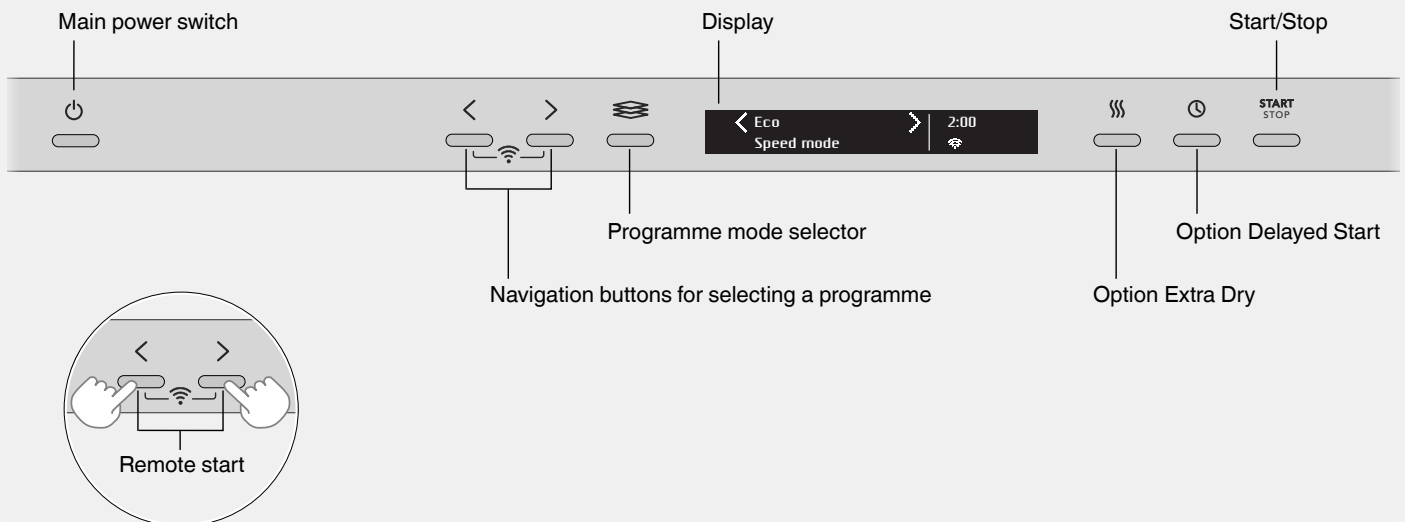 Main power switch
Display
Start/Stop
START
STOP
Eco
2:00
Speed mode
Programme mode selector
Option Delayed Start
Navigation buttons for selecting a programme
Option Extra Dry
Remote start